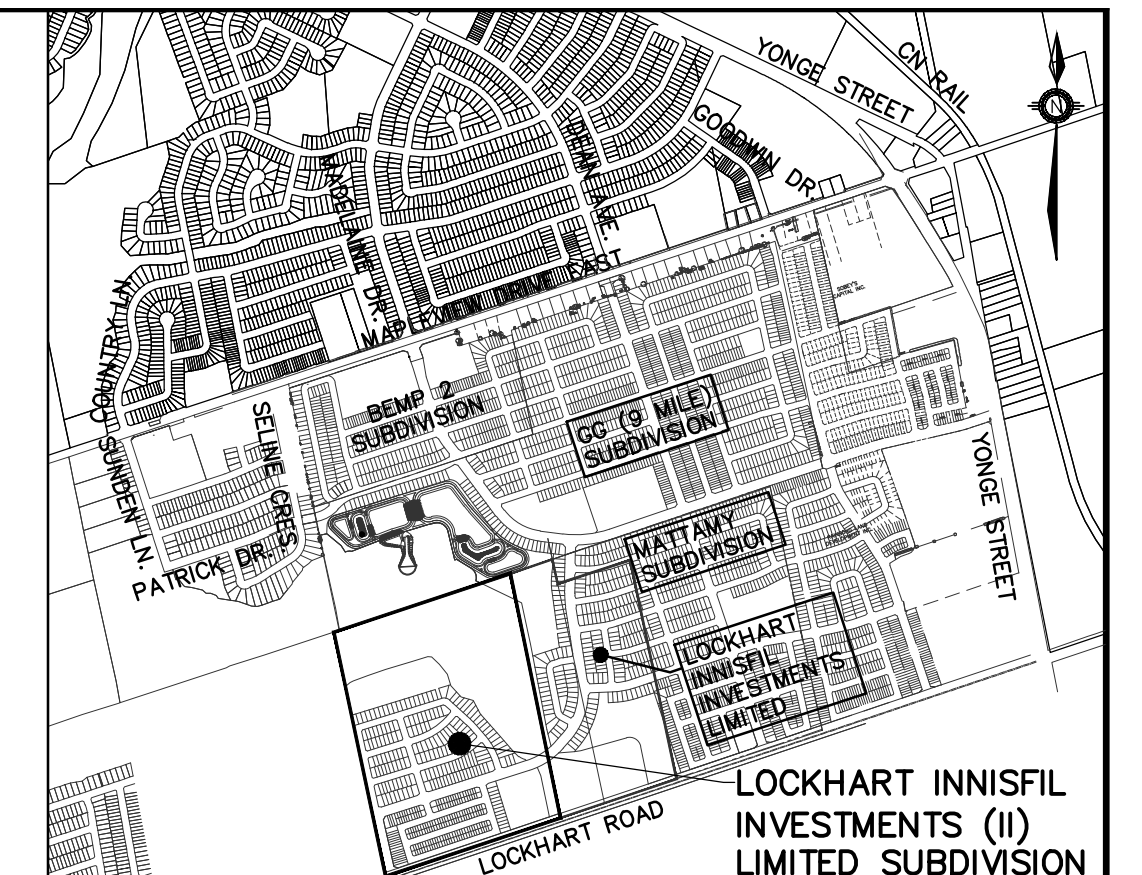 YONGE STREET
CN RAIL
N
GOODWIN DR.
DEAN AVE.
MADELAINE DR.
MAPLEVIEW DRIVE EAST
COUNTRY LN
SOBEY'S
CAPITAL INC.
BEMP 2
SUBDIVISION
GG (9 MILE)
SUBDIVISION
SELINE CRES.
SUNDEN LN.
PATRICK DR.
YONGE STREET
MATTAMY
SUBDIVISION
LOCKHART
INNISFIL
INVESTMENTS
LIMITED
LOCKHART ROAD
LOCKHART INNISFIL
INVESTMENTS (II)
LIMITED SUBDIVISION